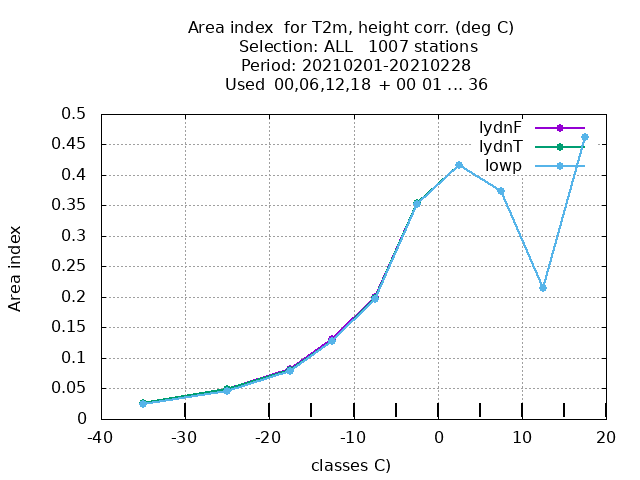 Area index  for T2m, height corr. (deg C)
Selection: ALL   1007 stations
Period: 20210201-20210228
Used  00,06,12,18  + 00 01 ... 36
0.5
0.45
0.4
0.35
0.3
0.25
0.2
0.15
0.1
0.05
0
Area index
lydnF
lydnT
lowp
-40
-30
-20
-10
0
10
20
classes C)